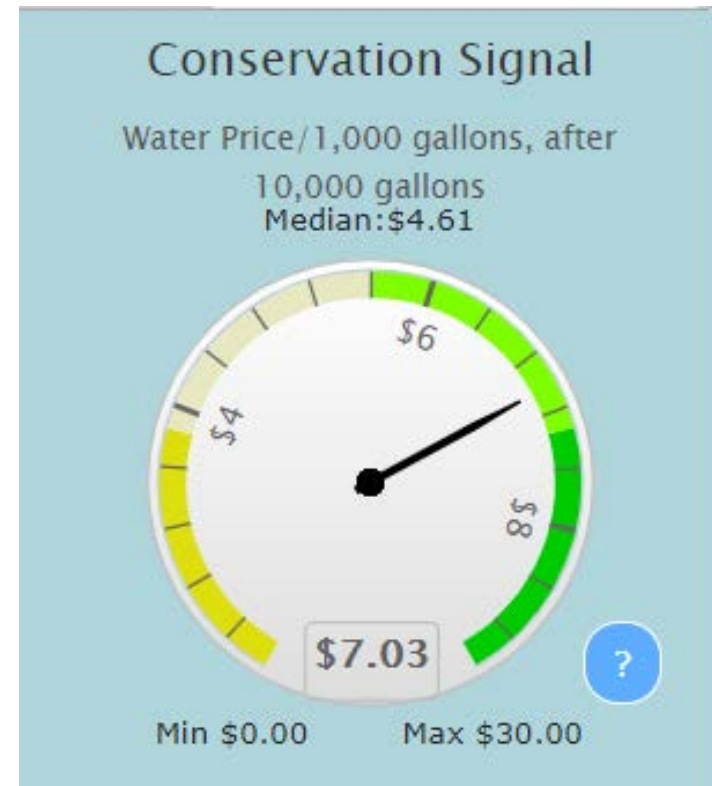 Conservation Signal
Water Price/1,000 gallons, after
10,000 gallons
Median:$4.61
$6
$4
$8
$7.03
?
Min $0.00
Max $30.00